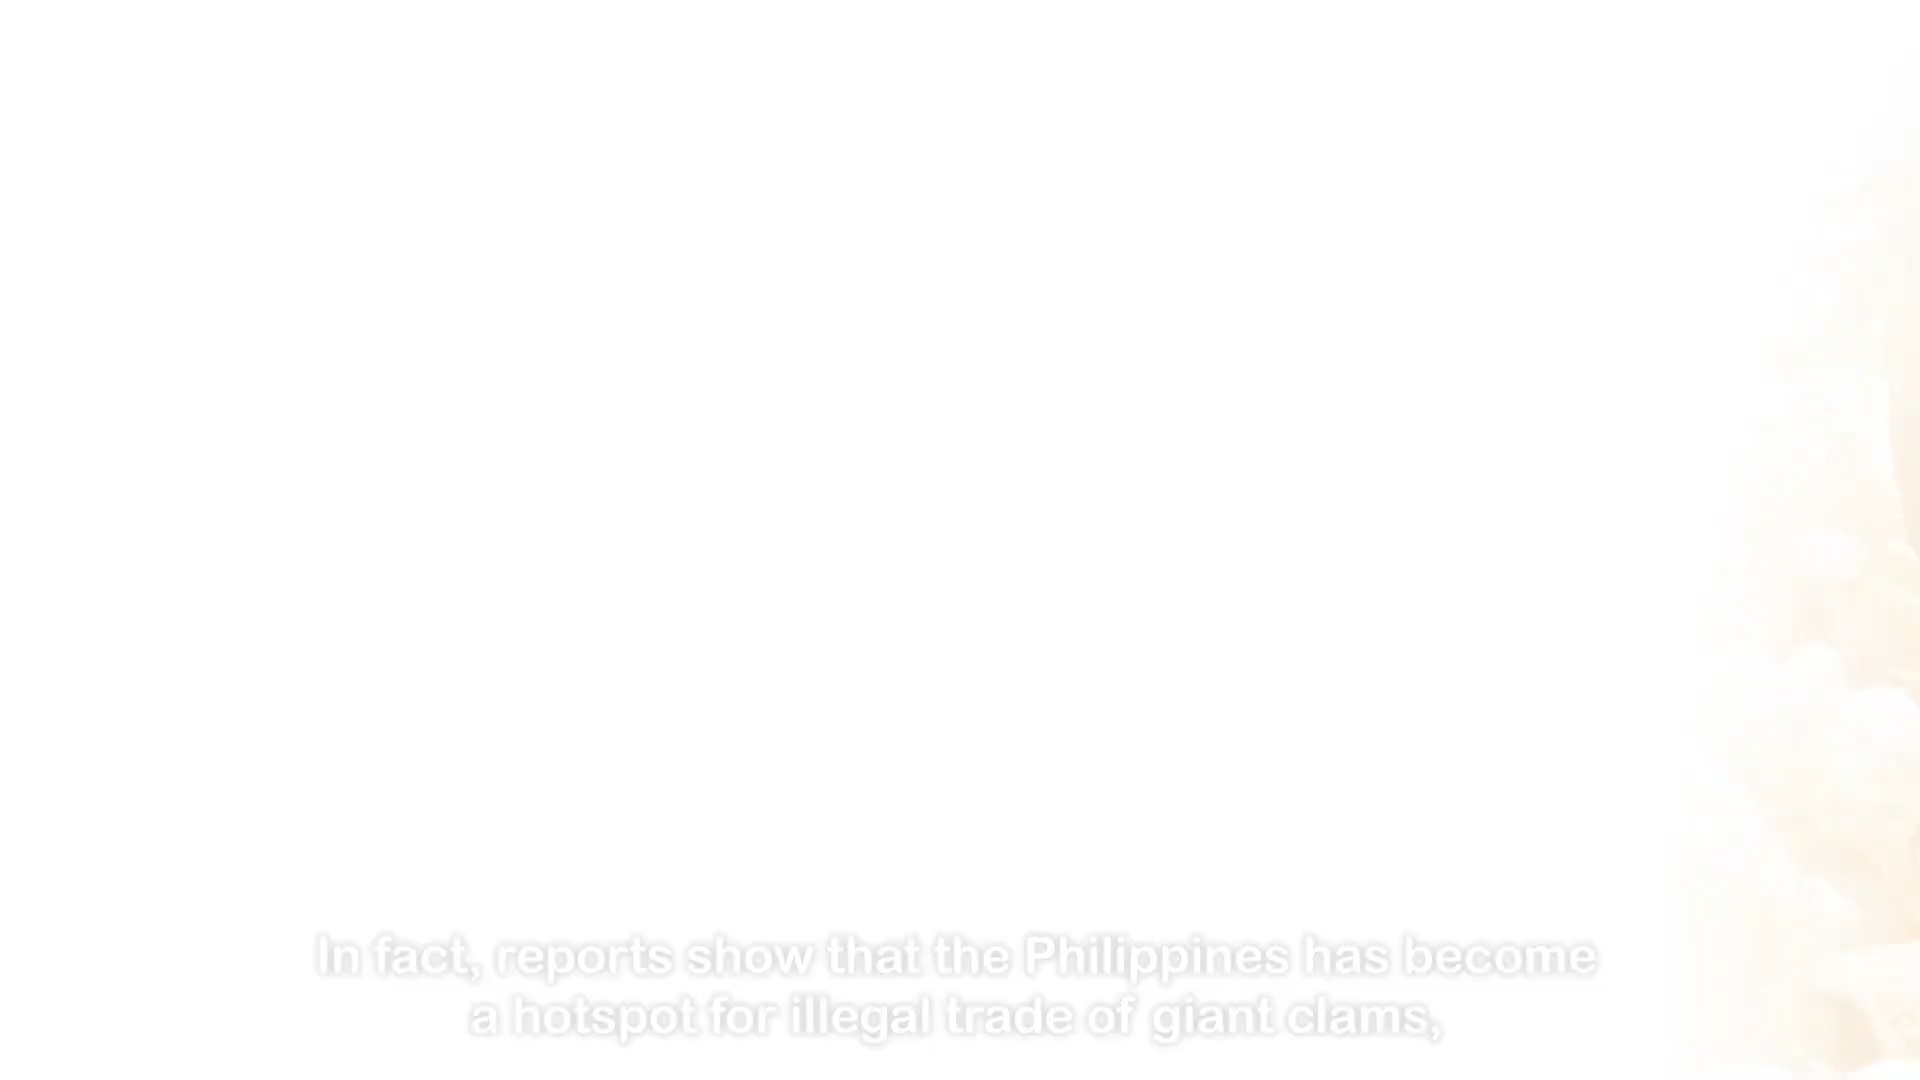 In fact, reports show that the Philippines has become
a hotspot for illegal trade of giant clams,